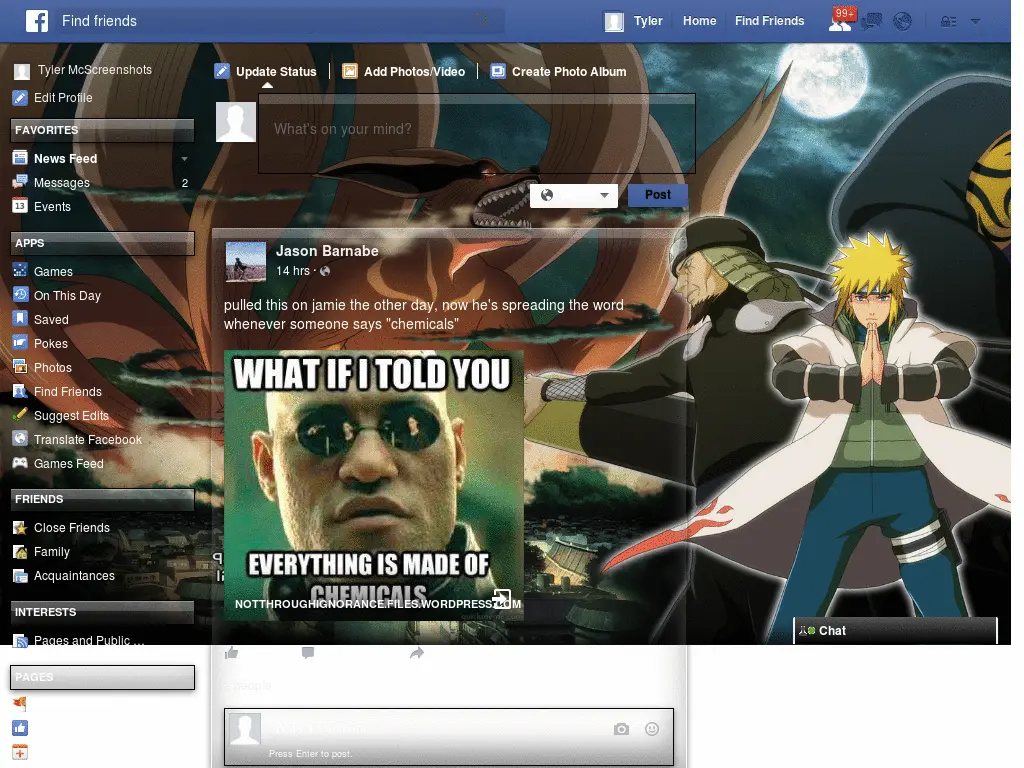 Find friends
Tyler
Home
Find Friends
99+
Tyler McScreenshots
Edit Profile
FAVORITES
News Feed
Messages
2
13
Events
APPS
Games
On This Day
Saved
Pokes
Photos
Find Friends
Suggest Edits
Translate Facebook
Games Feed
FRIENDS
Close Friends
Family
Acquaintances
INTERESTS
Pages and Public ...
PAGES
Update Status
Add Photos/Video
Create Photo Album
What's on your mind?
Post
Jason Barnabe
14 hrs ·
pulled this on jamie the other day, now he's spreading the word
whenever someone says "chemicals"
WHAT IF I TOLD YOU
EVERYTHING IS MADE OF
CHEMICALS
NOTTHROUGHIGNORANCE.FILES.WORDPRESS.COM
people
Press Enter to post.
Chat